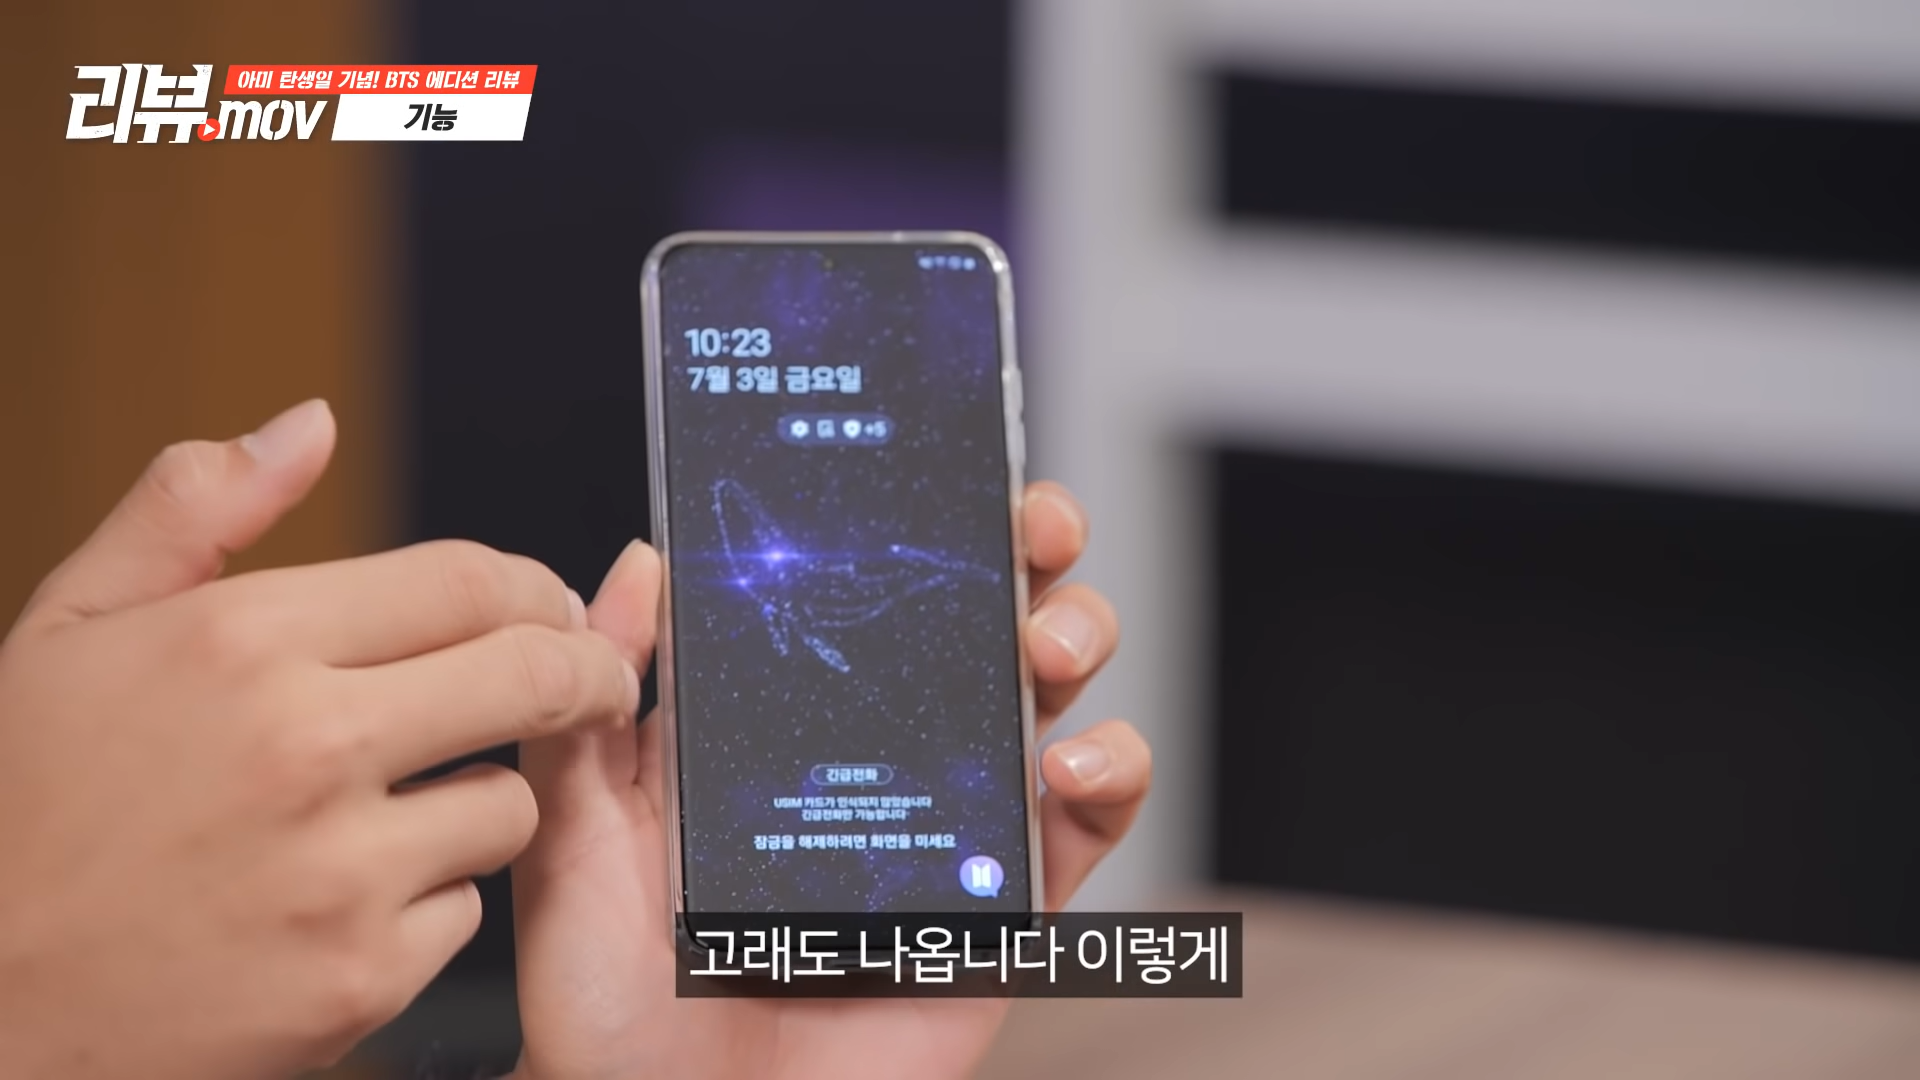 아미 탄생일 기념! BTS 에디션 리뷰
리뷰.mov
기능
10:23
7월 3일 금요일
+5
긴급전화
USIM 카드가 인식되지 않았습니다
긴급전화만 가능합니다
잠금을 해제하려면 화면을 미세요
고래도 나옵니다 이렇게